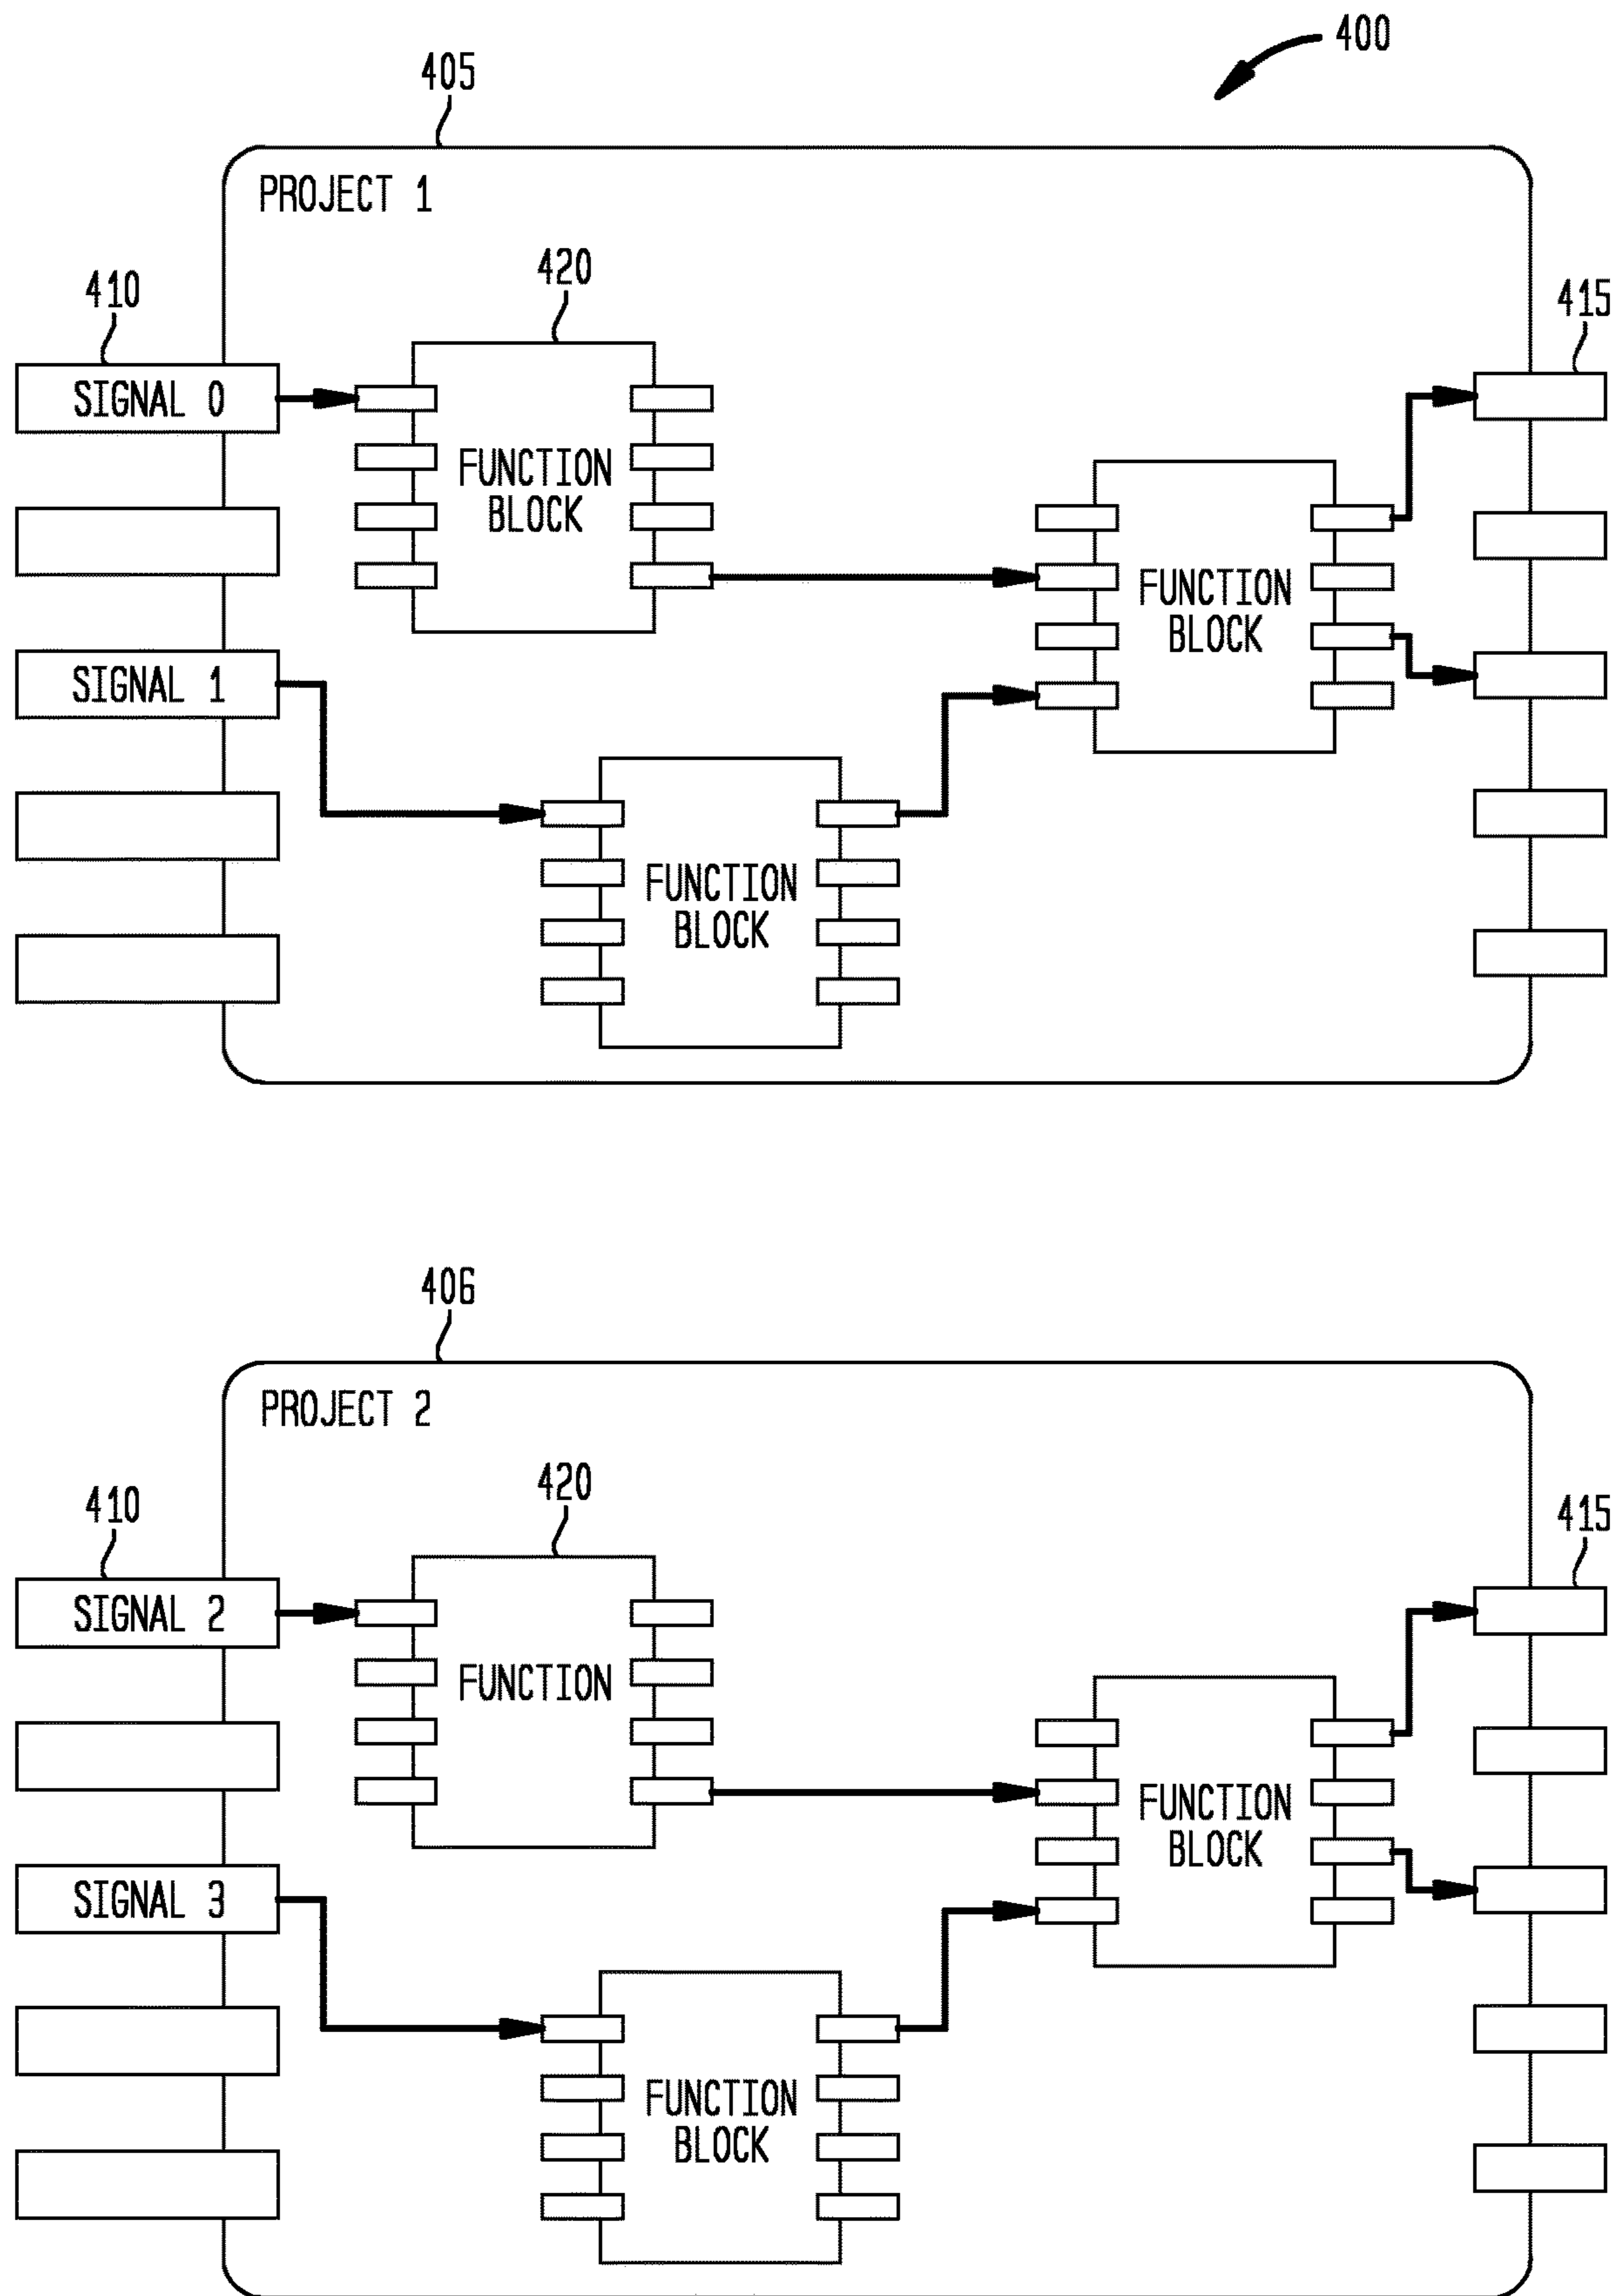 400
405
PROJECT 1
410
420
415
SIGNAL 0
FUNCTION
BLOCK
FUNCTION
BLOCK
SIGNAL 1
FUNCTION
BLOCK
406
PROJECT 2
410
420
415
SIGNAL 2
FUNCTION
FUNCTION
BLOCK
SIGNAL 3
FUNCTION
BLOCK